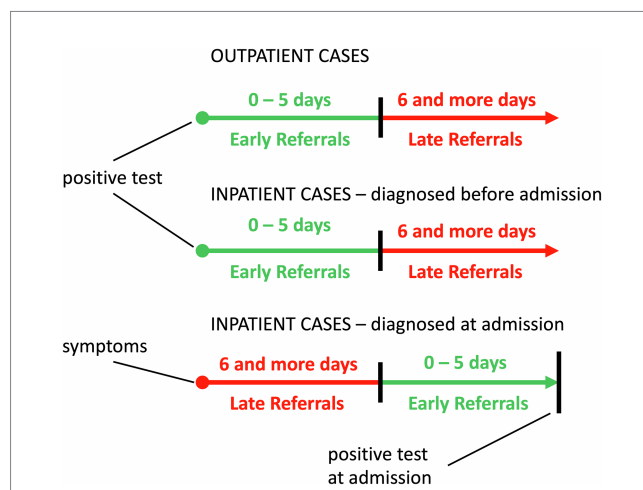 OUTPATIENT CASES
0 – 5 days
6 and more days
Early Referrals
Late Referrals
positive test
INPATIENT CASES – diagnosed before admission
0 – 5 days
6 and more days
Early Referrals
Late Referrals
INPATIENT CASES – diagnosed at admission
symptoms
6 and more days
0 – 5 days
Late Referrals
Early Referrals
positive test
at admission